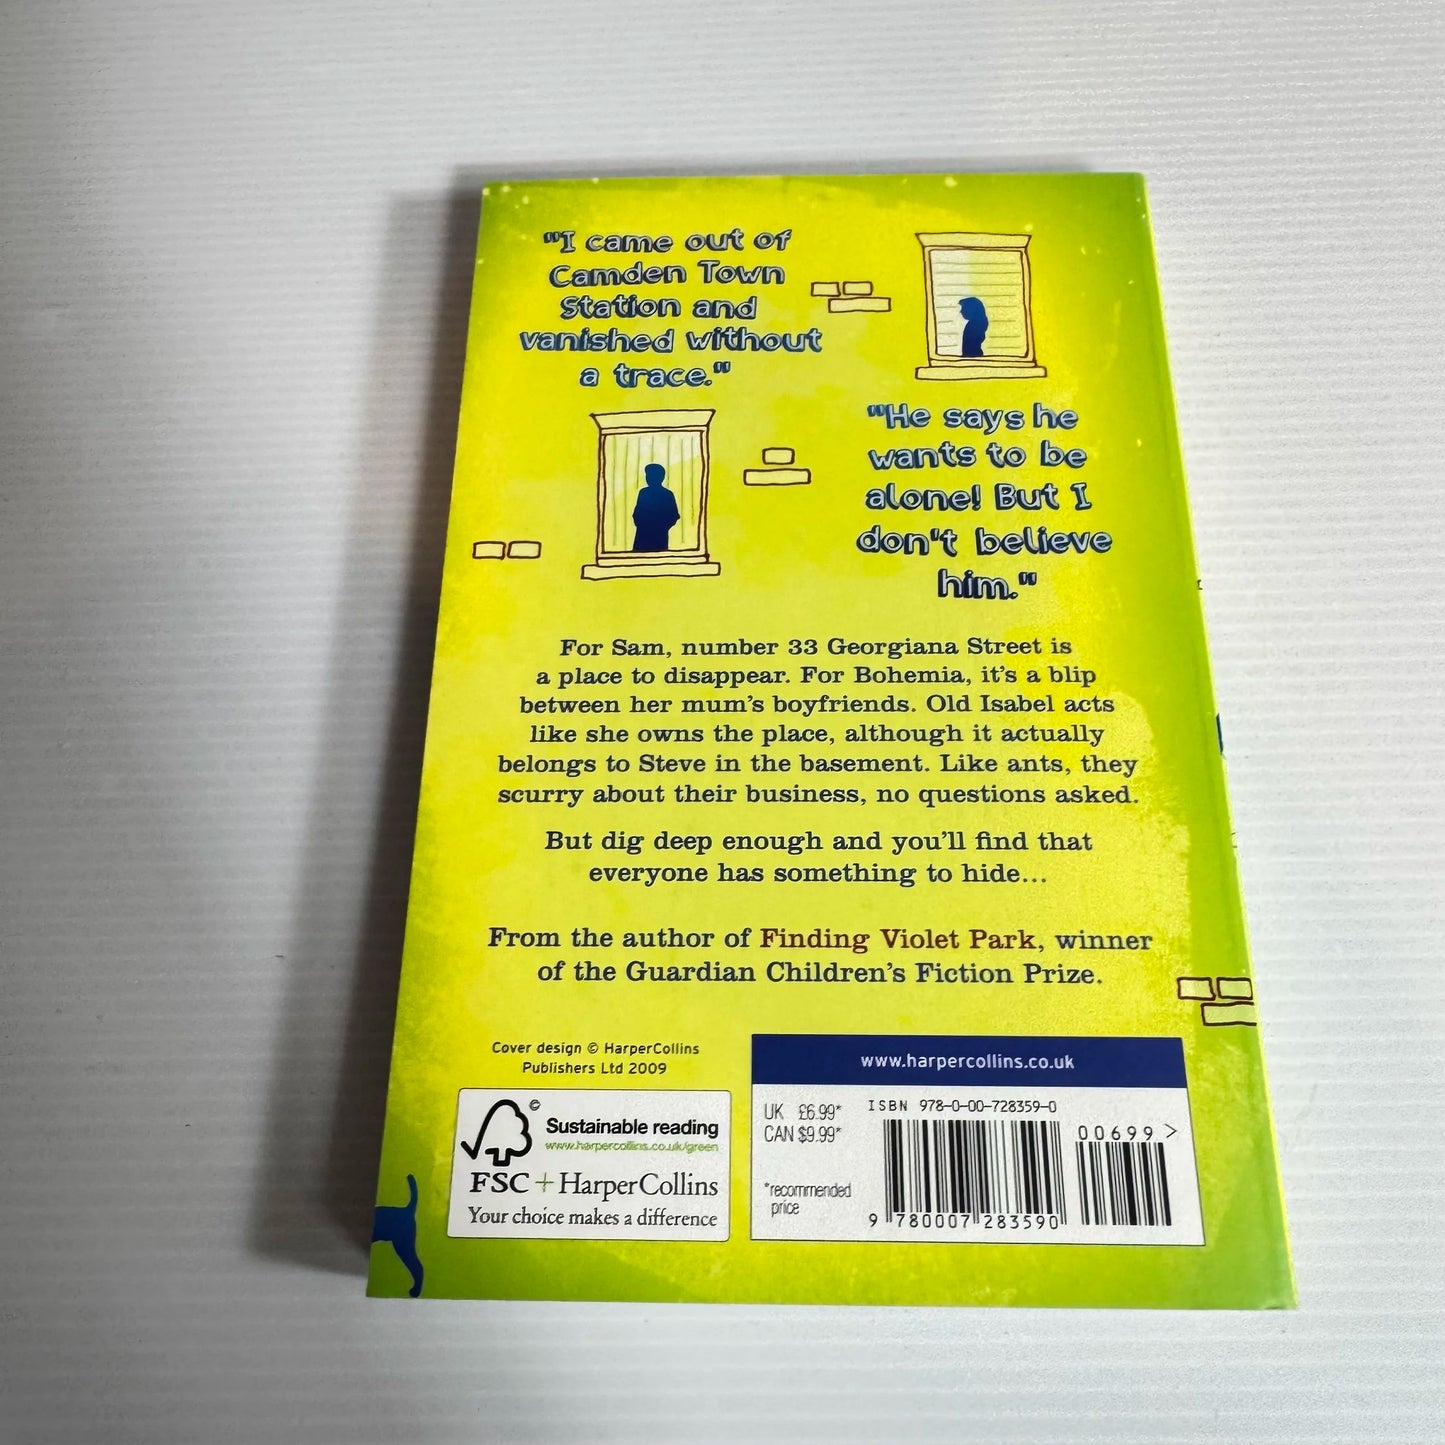 "I came out of
Camden Town
Station and
vanished without
a trace."
"He says he
wants to be
alone! But I
don't believe
him."
For Sam, number 33 Georgiana Street is
a place to disappear. For Bohemia, it's a blip
between her mum's boyfriends. Old Isabel acts
like she owns the place, although it actually
belongs to Steve in the basement. Like ants, they
scurry about their business, no questions asked.
But dig deep enough and you'll find that
everyone has something to hide...
From the author of Finding Violet Park, winner
of the Guardian Children's Fiction Prize.
Cover design © HarperCollins
Publishers Ltd 2009
©
Sustainable reading
www.harpercollins.co.uk/green
FSC + HarperCollins
Your choice makes a difference
www.harpercollins.co.uk
UK £6.99*
CAN $9.99*
*recommended
price
ISBN 978-0-00-728359-0
00699 >
9 780007 283590